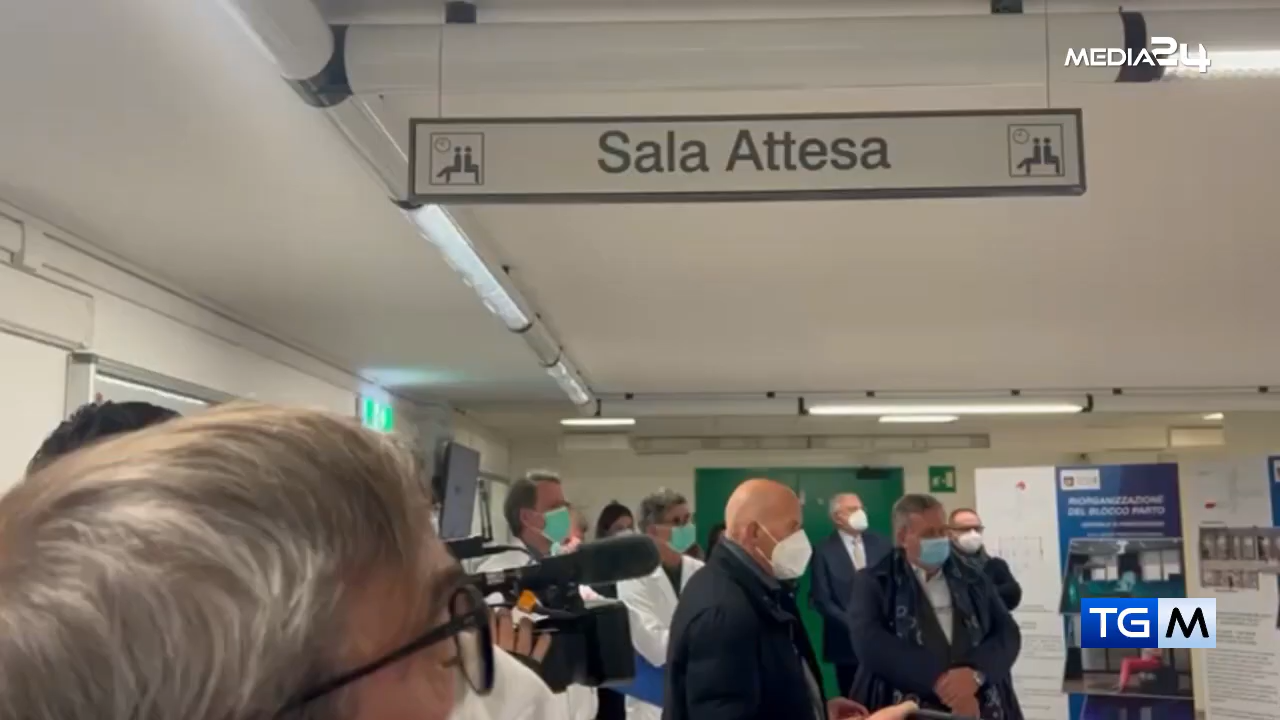 MEDIA24
Sala Attesa
RIORGANIZZAZIONE
DEL BLOCCO PARTO
TGM